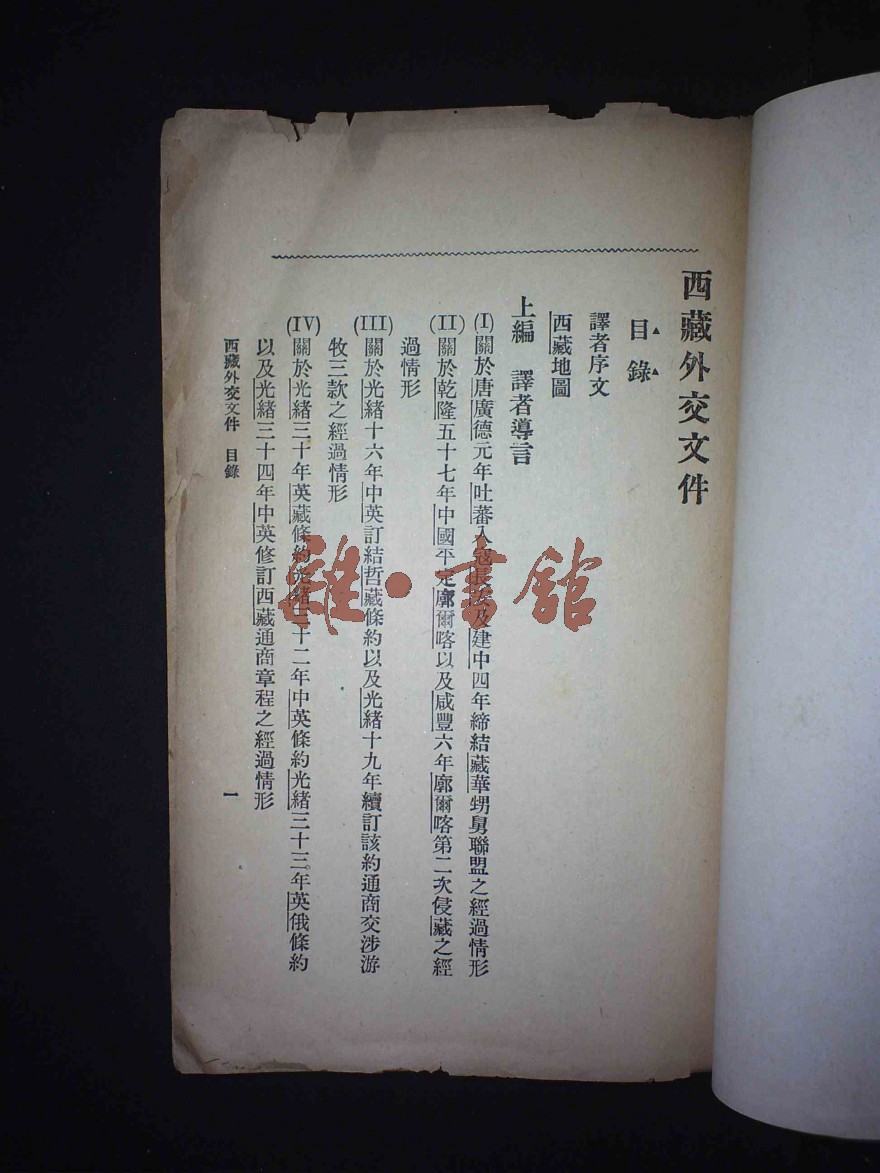 西藏外交文件
目錄
譯者序文
西藏地圖
上編 譯者導言
(I)關於唐廣德元年吐蕃入寇長安及建中四年締結藏華甥舅聯盟之經過情形
(II)關於乾隆五十七年中國平定廓爾喀以及咸豐六年廓爾喀第二次侵藏之經
過情形
(III)關於光緒十六年中英訂結哲藏條約以及光緒十九年續訂該約通商交涉游
牧三款之經過情形
(IV)關於光緒三十年英藏條約光緒三十二年中英條約光緒三十三年英俄條約
以及光緒三十四年中英修訂西藏通商章程之經過情形
西藏外交文件 目錄
一
雜·書館